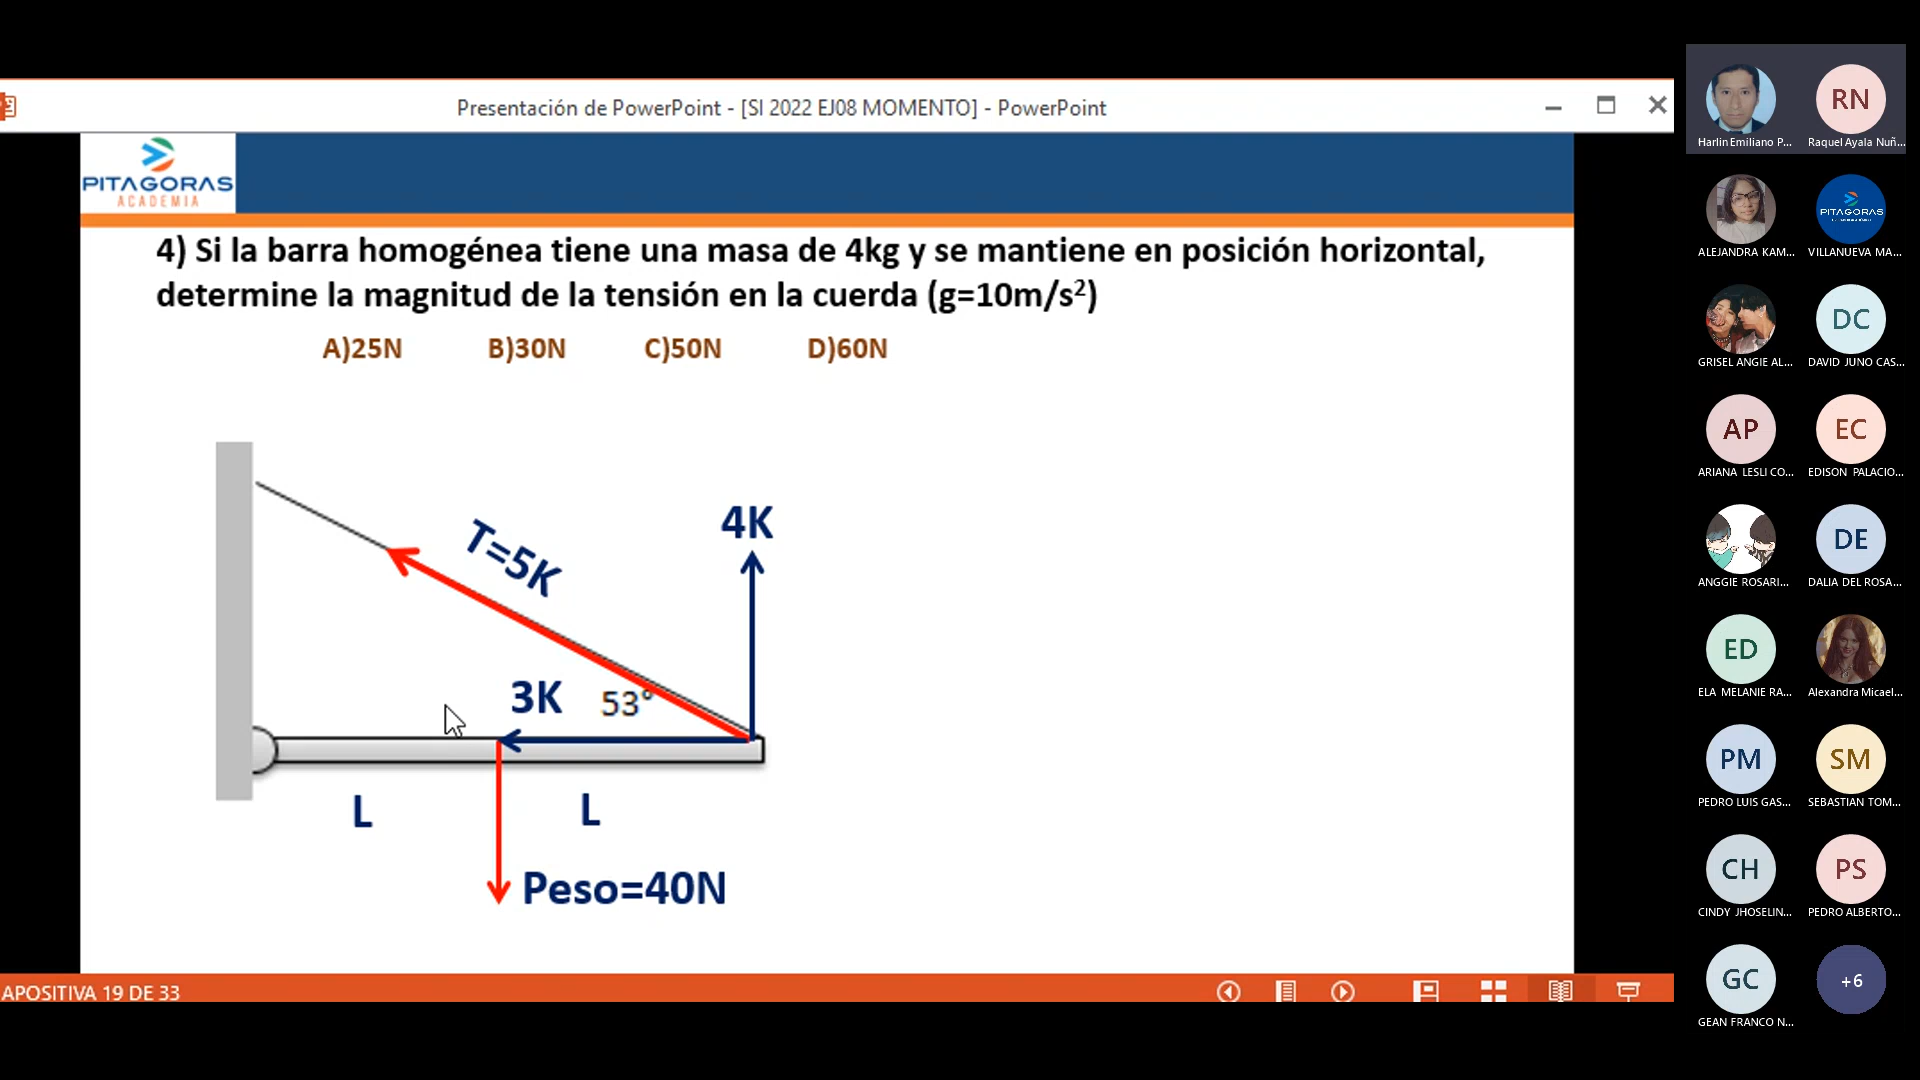 Presentación de PowerPoint - [SI 2022 EJ08 MOMENTO] - PowerPoint
PITAGORAS
ACADEMIA
4) Si la barra homogénea tiene una masa de 4kg y se mantiene en posición horizontal,
determine la magnitud de la tensión en la cuerda (g=10m/s²)
A)25N B)30N C)50N D)60N
4K
T=5K
3K
53°
L
L
Peso=40N
APOSITIVA 19 DE 33
RN
Harlin Emiliano P...
Raquel Ayala Nuñ...
PITAGORAS
ALEJANDRA KAM...
VILLANUEVA MA...
DC
GRISEL ANGIE AL...
DAVID JUNO CAS...
AP
EC
ARIANA LESLI CO...
EDISON PALACIO...
DE
ANGGIE ROSARI...
DALIA DEL ROSA...
ED
ELA MELANIE RA...
Alexandra Micael...
PM
SM
PEDRO LUIS GAS...
SEBASTIAN TOM...
CH
PS
CINDY JHOSELIN...
PEDRO ALBERTO...
GC
+6
GEAN FRANCO N...